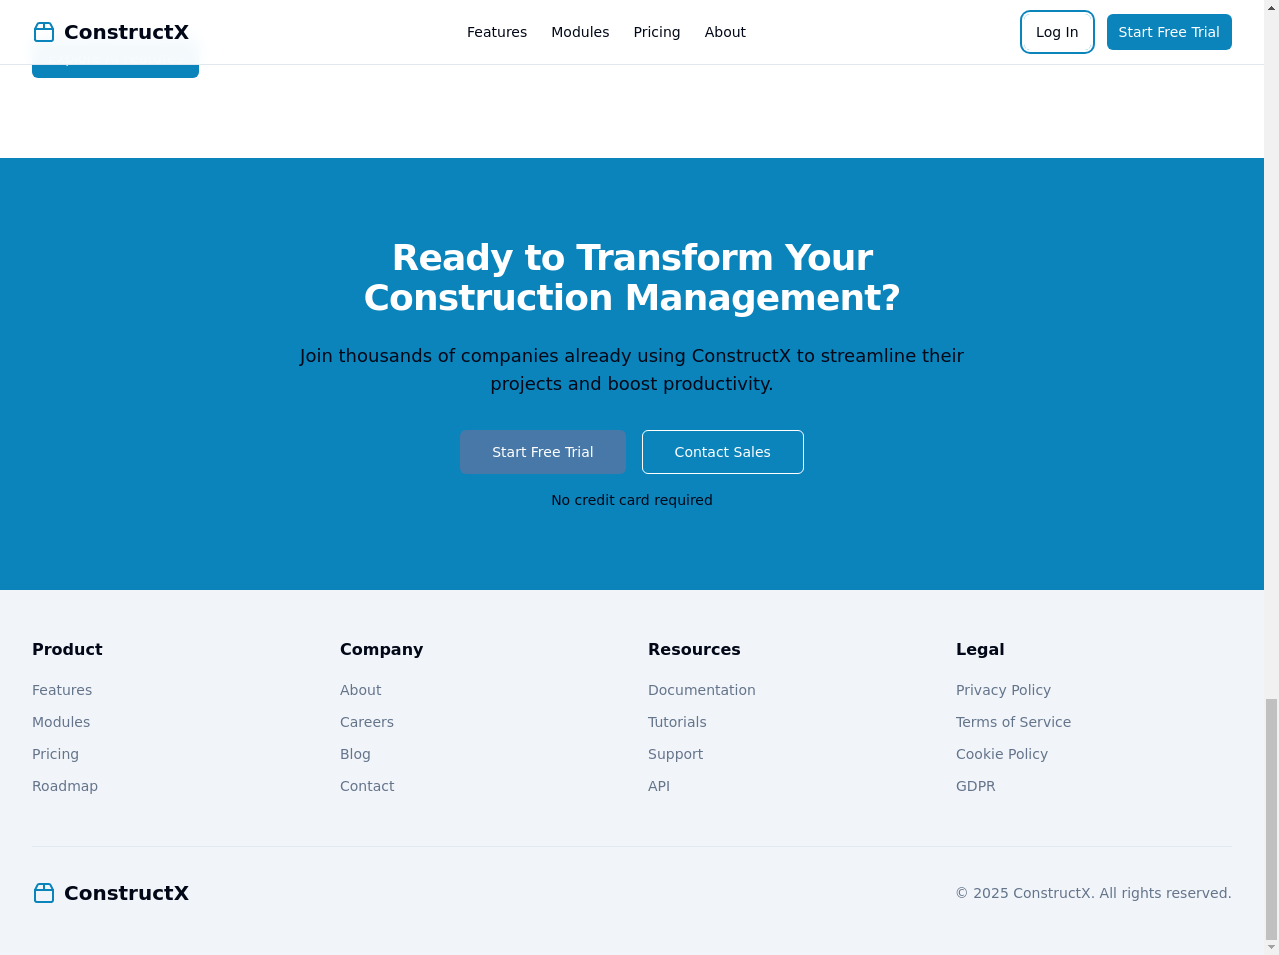 ConstructX
Features
Modules
Pricing
About
Log In
Start Free Trial
Ready to Transform Your
Construction Management?
Join thousands of companies already using ConstructX to streamline their
projects and boost productivity.
Start Free Trial
Contact Sales
No credit card required
Product
Features
Modules
Pricing
Roadmap
Company
About
Careers
Blog
Contact
Resources
Documentation
Tutorials
Support
API
Legal
Privacy Policy
Terms of Service
Cookie Policy
GDPR
ConstructX
© 2025 ConstructX. All rights reserved.